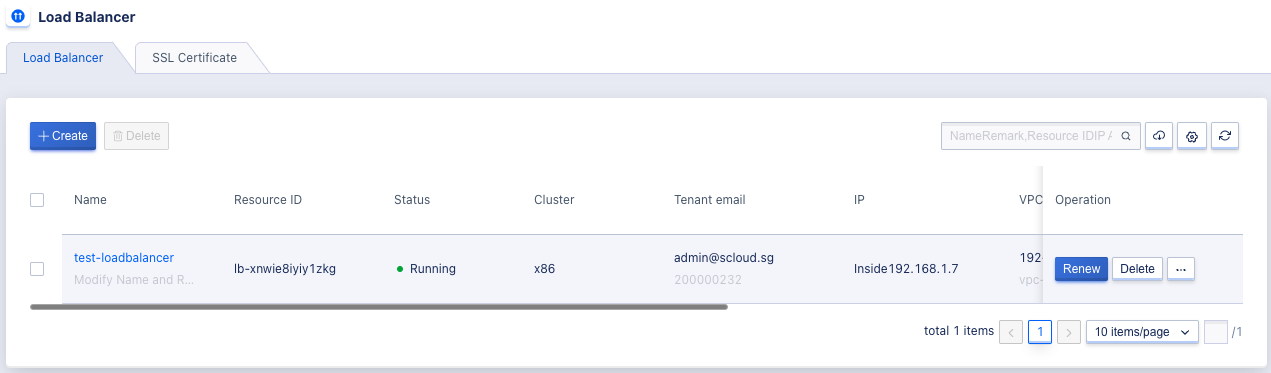 Load Balancer
Load Balancer
SSL Certificate
Create
Delete
NameRemark,Resource IDIP A
Name
Resource ID
Status
Cluster
Tenant email
IP
VPC
Operation
test-loadbalancer
Modify Name and R...
lb-xnwie8iyiy1zkg
Running
x86
admin@scloud.sg
200000232
Inside192.168.1.7
192
vpc-
Renew
Delete
...
total 1 items
1
10 items/page
/1